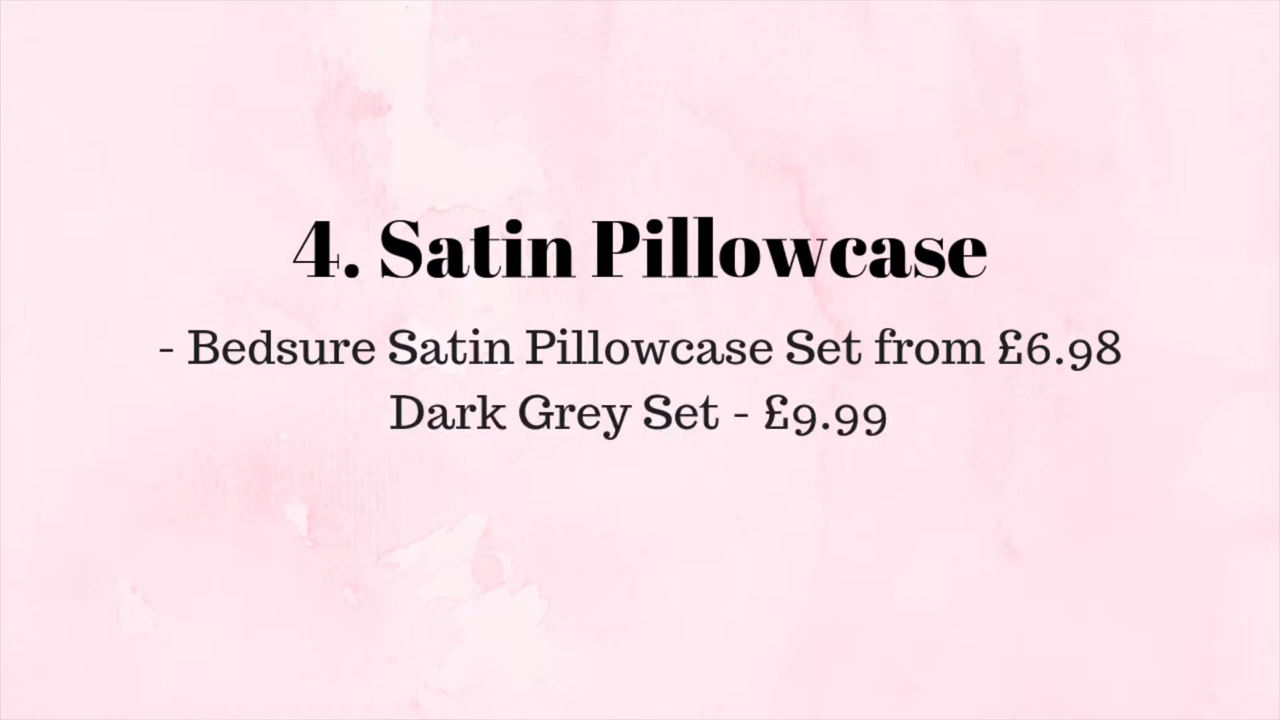 4. Satin Pillowcase
- Bedsure Satin Pillowcase Set from £6.98
Dark Grey Set - £9.99